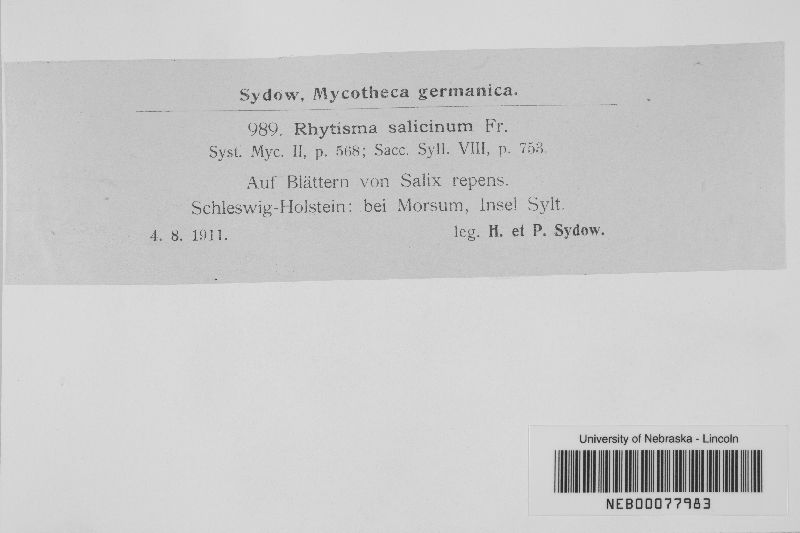 Sydow, Mycotheca germanica.
989. Rhytisma salicinum Fr.
Syst. Myc. II, p. 568; Sacc. Syll. VIII, p. 753.
Auf Blättern von Salix repens.
Schleswig-Holstein: bei Morsum, Insel Sylt.
4. 8. 1911. leg. H. et P. Sydow.
University of Nebraska - Lincoln
NEB00077983